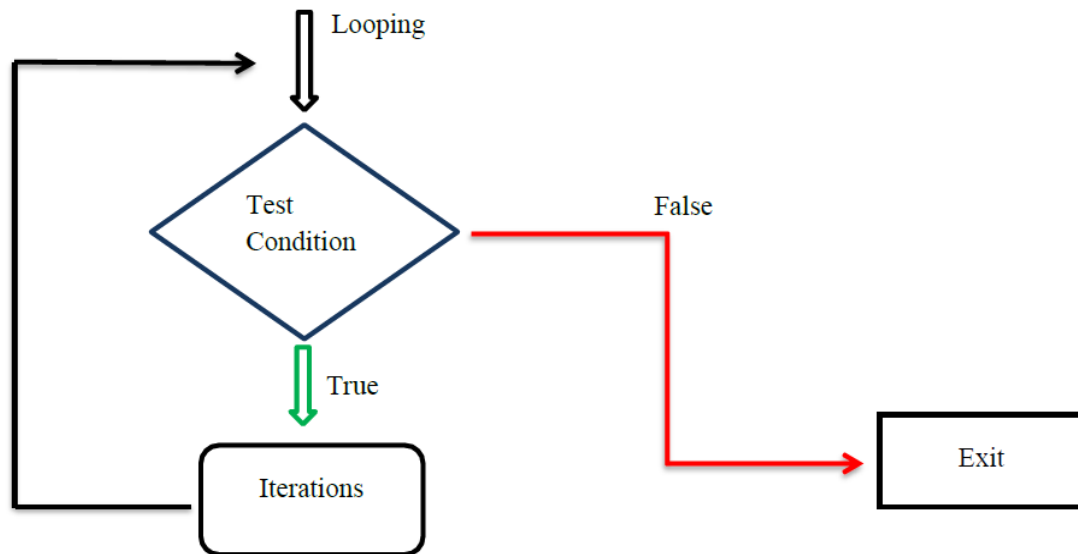 Looping
Test
Condition
False
True
Iterations
Exit